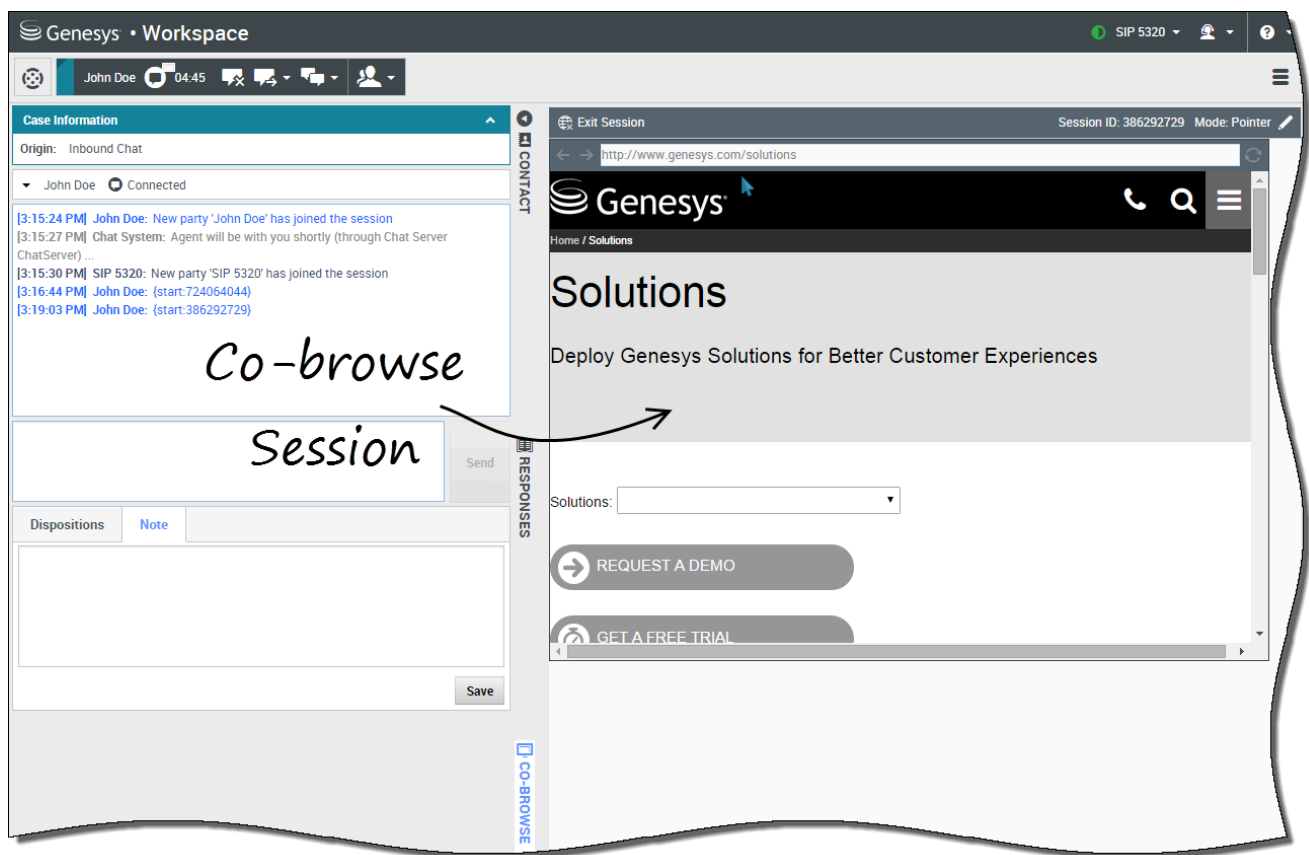 Genesys • Workspace
SIP 5320
John Doe 04:45
Case Information
Origin: Inbound Chat
John Doe Connected
[3:15:24 PM] John Doe: New party 'John Doe' has joined the session
[3:15:27 PM] Chat System: Agent will be with you shortly (through Chat Server
ChatServer) ...
[3:15:30 PM] SIP 5320: New party 'SIP 5320' has joined the session
[3:16:44 PM] John Doe: {start:724064044}
[3:19:03 PM] John Doe: {start:386292729}
Co-browse
Session
Send
Dispositions
Note
Save
CONTACT
RESPONSES
CO-BROWSE
Exit Session
Session ID: 386292729 Mode: Pointer
http://www.genesys.com/solutions
Genesys
Home / Solutions
Solutions
Deploy Genesys Solutions for Better Customer Experiences
Solutions:
REQUEST A DEMO
GET A FREE TRIAL